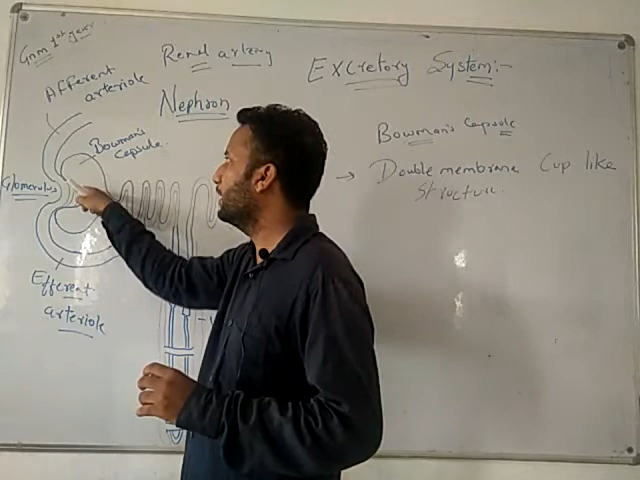 Gnm 1st year
Renal artery
Excretory System:-
Afferent
arteriole
Nephron
Bowman's
Capsule.
Bowman's Capsule
Glomerulus
→ Double membrane Cup like
Structure.
Efferent
arteriole